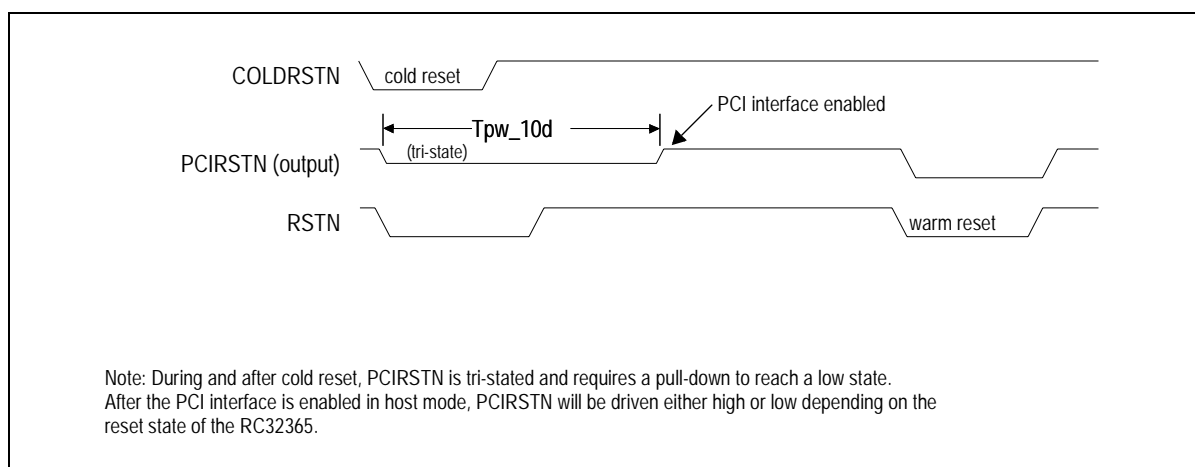 COLDRSTN
cold reset
PCI interface enabled
Tpw_10d
PCIRSTN (output)
(tri-state)
RSTN
warm reset
Note: During and after cold reset, PCIRSTN is tri-stated and requires a pull-down to reach a low state.
After the PCI interface is enabled in host mode, PCIRSTN will be driven either high or low depending on the
reset state of the RC32365.